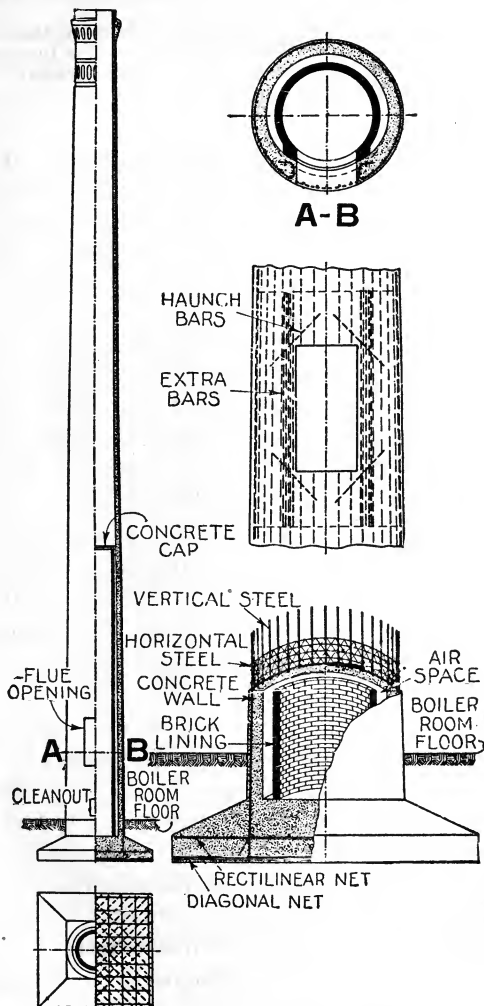 A-B
HAUNCH
BARS
EXTRA
BARS
CONCRETE
CAP
VERTICAL STEEL
HORIZONTAL
STEEL
CONCRETE
WALL
BRICK
LINING
AIR
SPACE
BOILER
ROOM
FLOOR
FLUE
OPENING
A B
CLEANOUT
BOILER
ROOM
FLOOR
RECTILINEAR NET
DIAGONAL NET